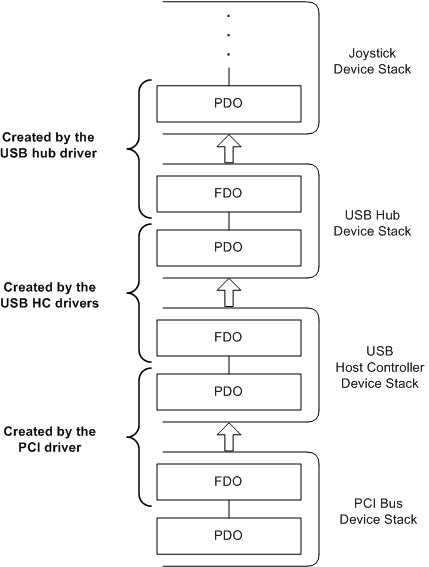 Joystick
Device Stack
PDO
Created by the
USB hub driver
FDO
USB Hub
Device Stack
PDO
Created by the
USB HC drivers
FDO
USB
Host Controller
Device Stack
PDO
Created by the
PCI driver
FDO
PCI Bus
Device Stack
PDO